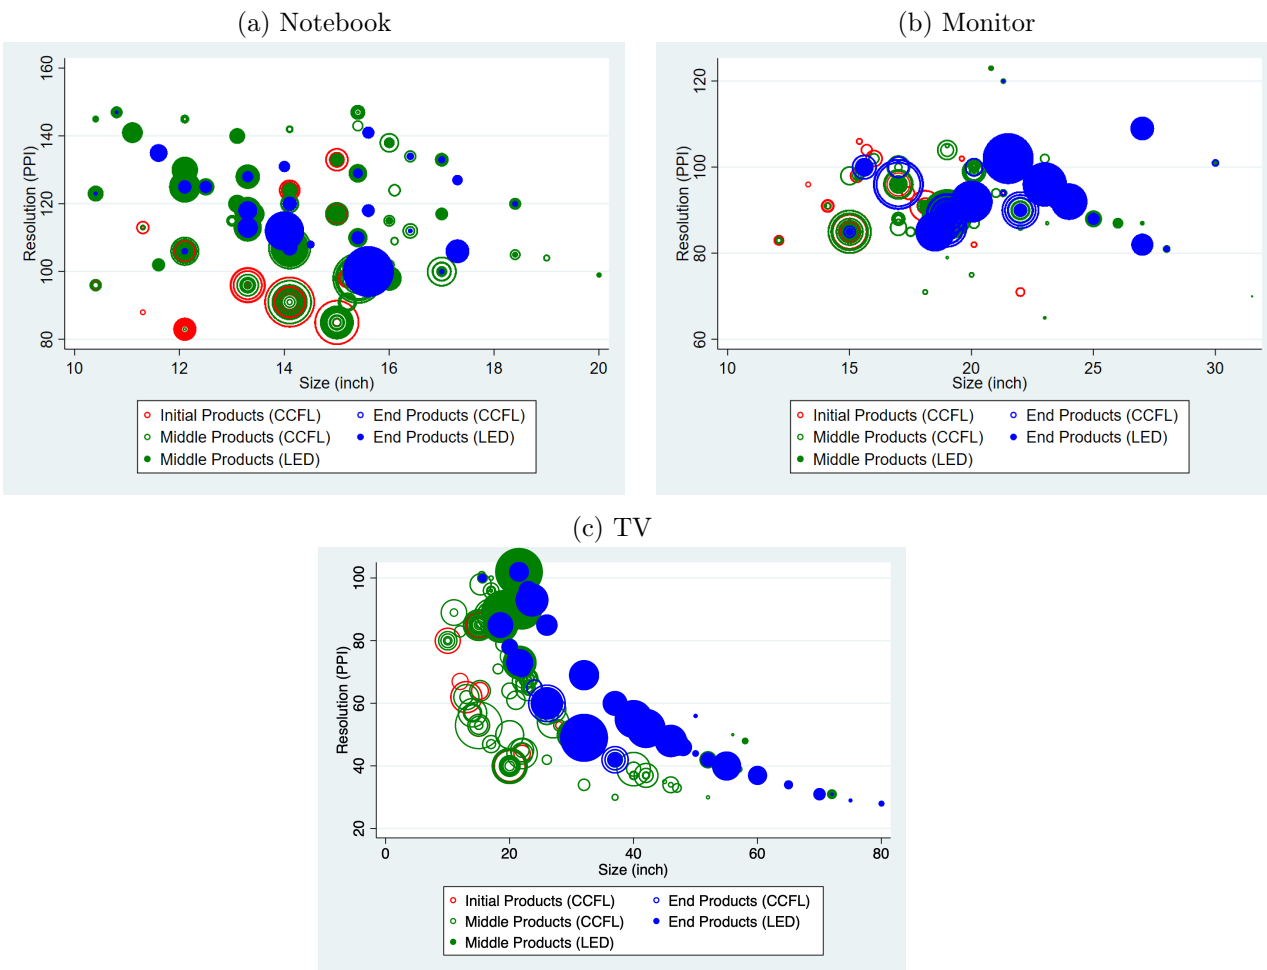 (a) Notebook
(b) Monitor
160
140
120
100
80
Resolution (PPI)
10 12 14 16 18 20
Size (inch)
Initial Products (CCFL) End Products (CCFL)
Middle Products (CCFL) End Products (LED)
Middle Products (LED)
120
100
80
60
Resolution (PPI)
10 15 20 25 30
Size (inch)
Initial Products (CCFL) End Products (CCFL)
Middle Products (CCFL) End Products (LED)
Middle Products (LED)
(c) TV
100
80
60
40
20
Resolution (PPI)
0 20 40 60 80
Size (inch)
Initial Products (CCFL) End Products (CCFL)
Middle Products (CCFL) End Products (LED)
Middle Products (LED)